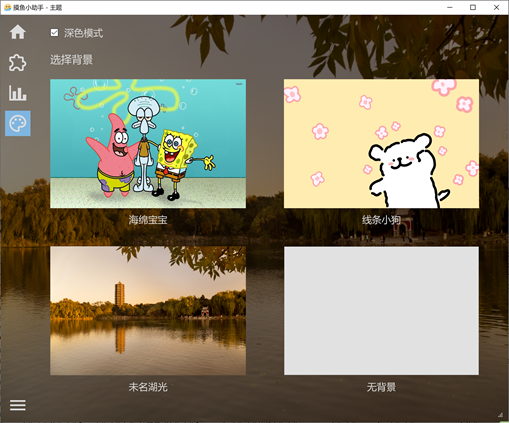 摸鱼小助手 - 主题
深色模式
选择背景
海绵宝宝
线条小狗
未名湖光
无背景